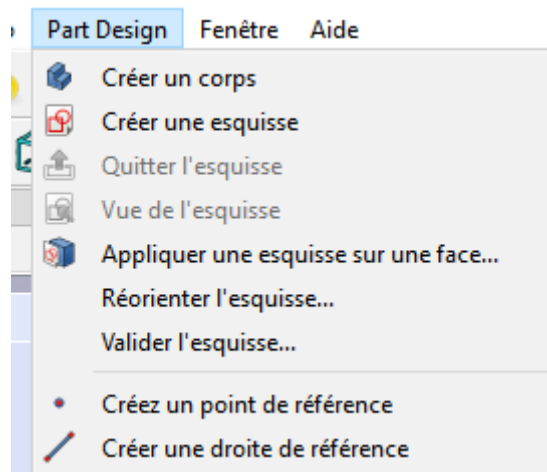 Part Design Fenêtre Aide
Créer un corps
Créer une esquisse
Quitter l'esquisse
Vue de l'esquisse
Appliquer une esquisse sur une face...
Réorienter l'esquisse...
Valider l'esquisse...
Créez un point de référence
Créer une droite de référence